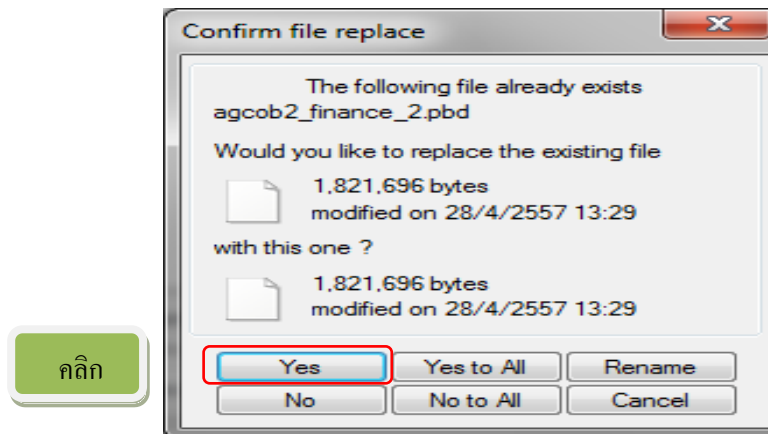 Confirm file replace
The following file already exists
agcob2_finance_2.pbd
Would you like to replace the existing file
1,821,696 bytes
modified on 28/4/2557 13:29
with this one ?
1,821,696 bytes
modified on 28/4/2557 13:29
คลิก
Yes Yes to All Rename
No No to All Cancel